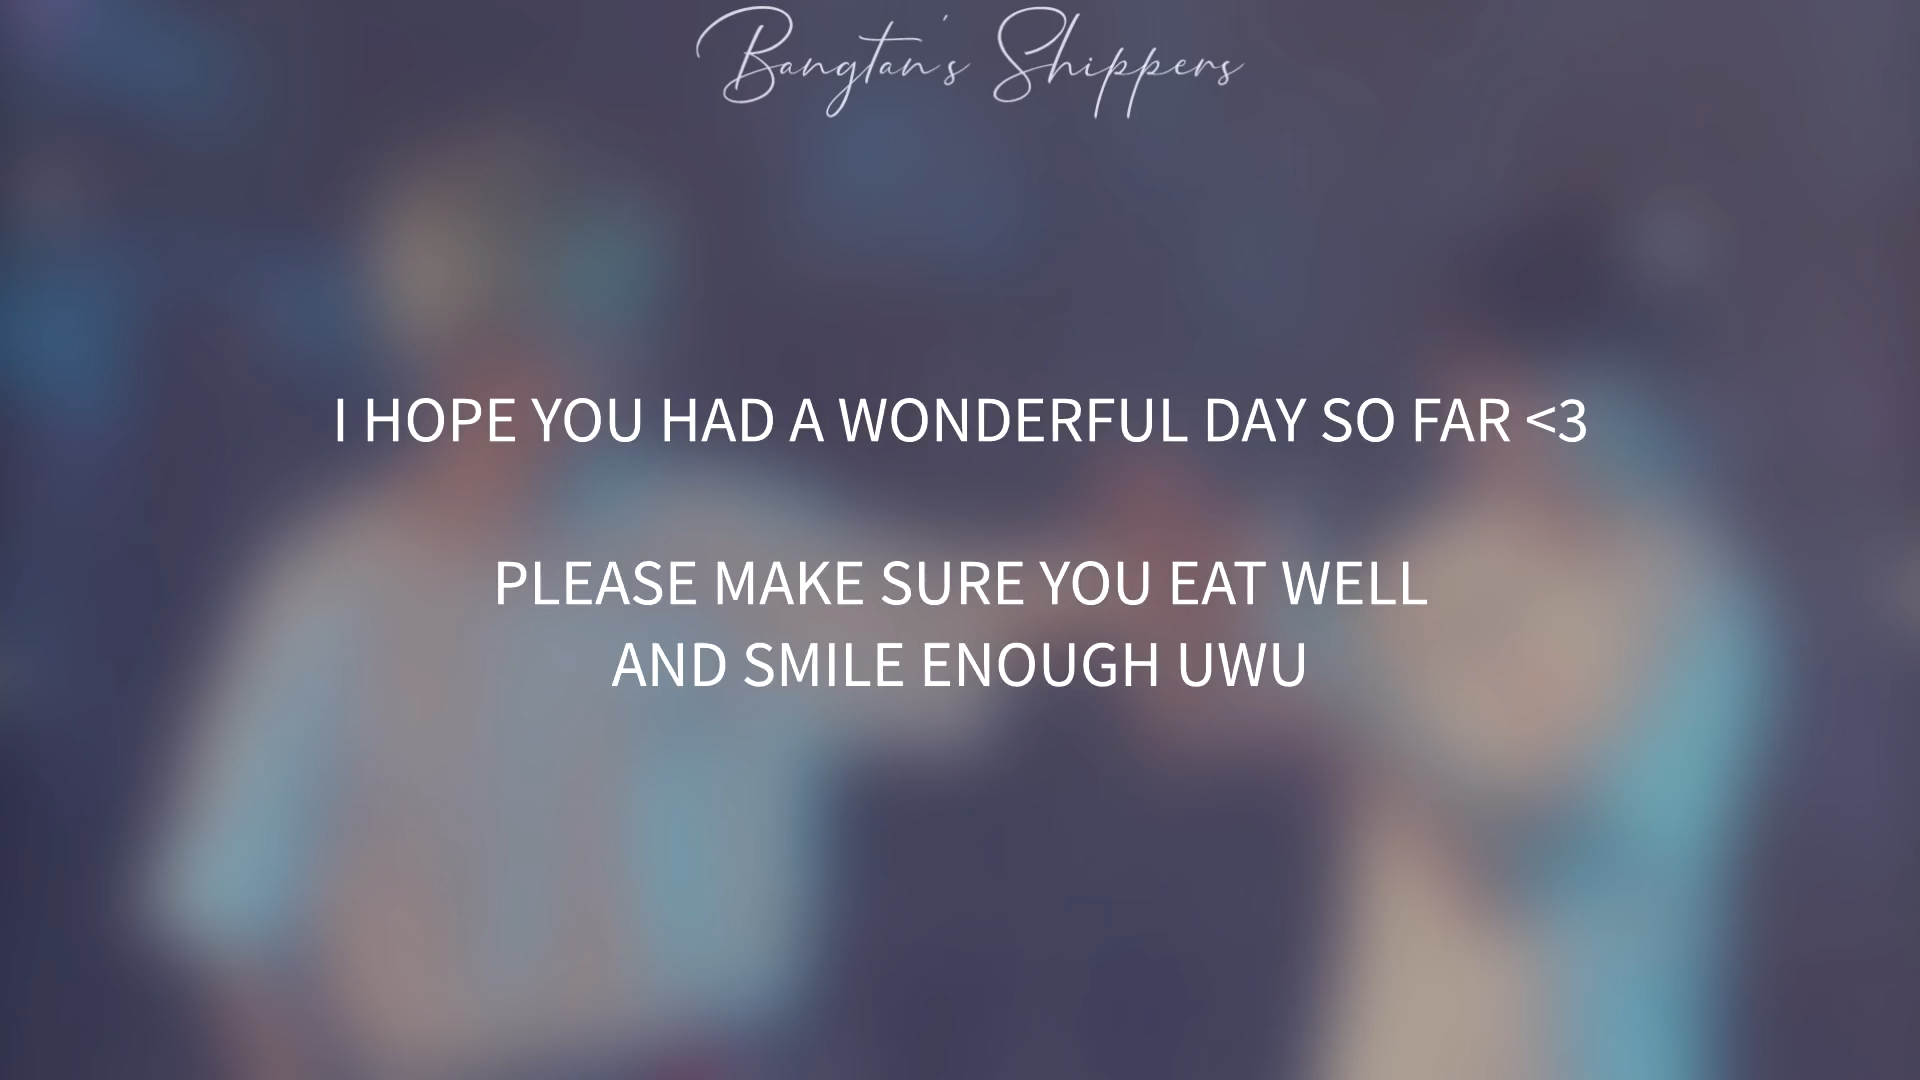 Bangtan's Shippers
I HOPE YOU HAD A WONDERFUL DAY SO FAR <3
PLEASE MAKE SURE YOU EAT WELL
AND SMILE ENOUGH UWU